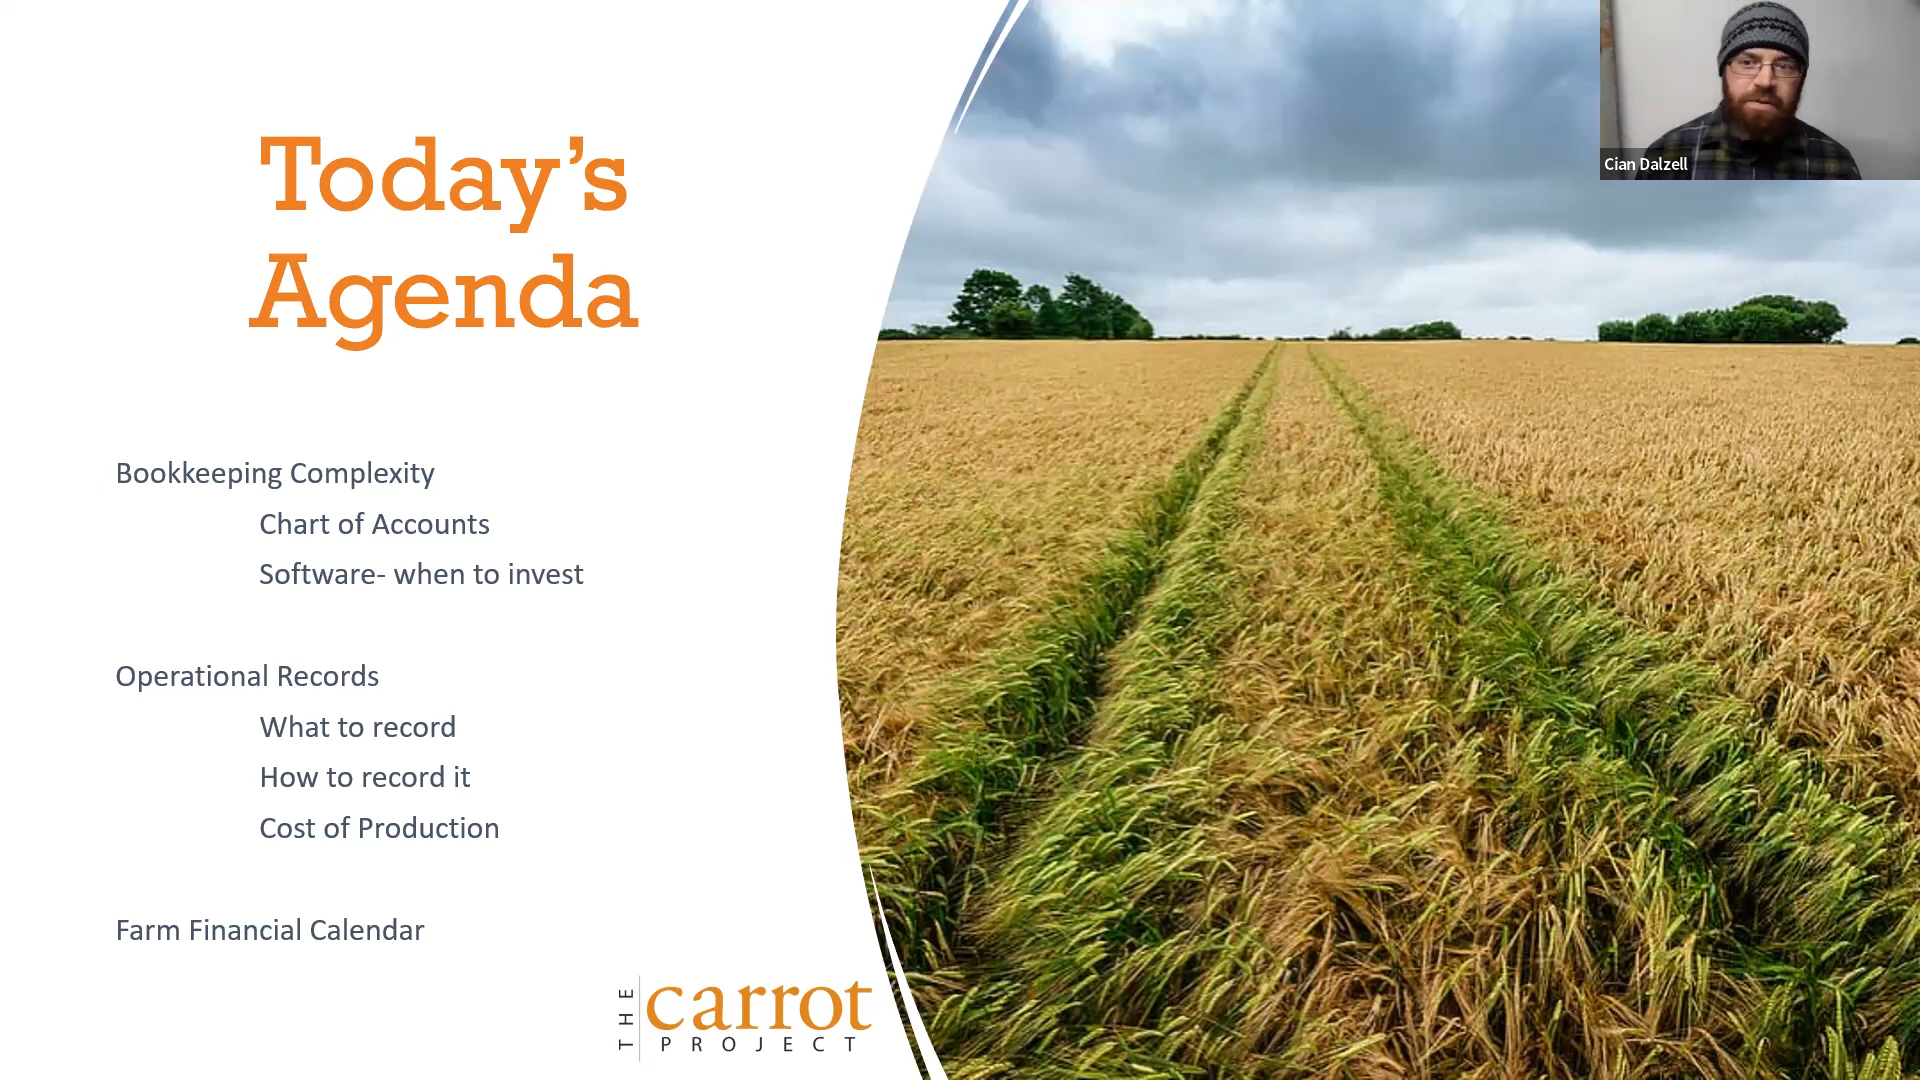 Today’s
Agenda
Bookkeeping Complexity
Chart of Accounts
Software- when to invest
Operational Records
What to record
How to record it
Cost of Production
Farm Financial Calendar
THE
carrot
PROJECT
Cian Dalzell